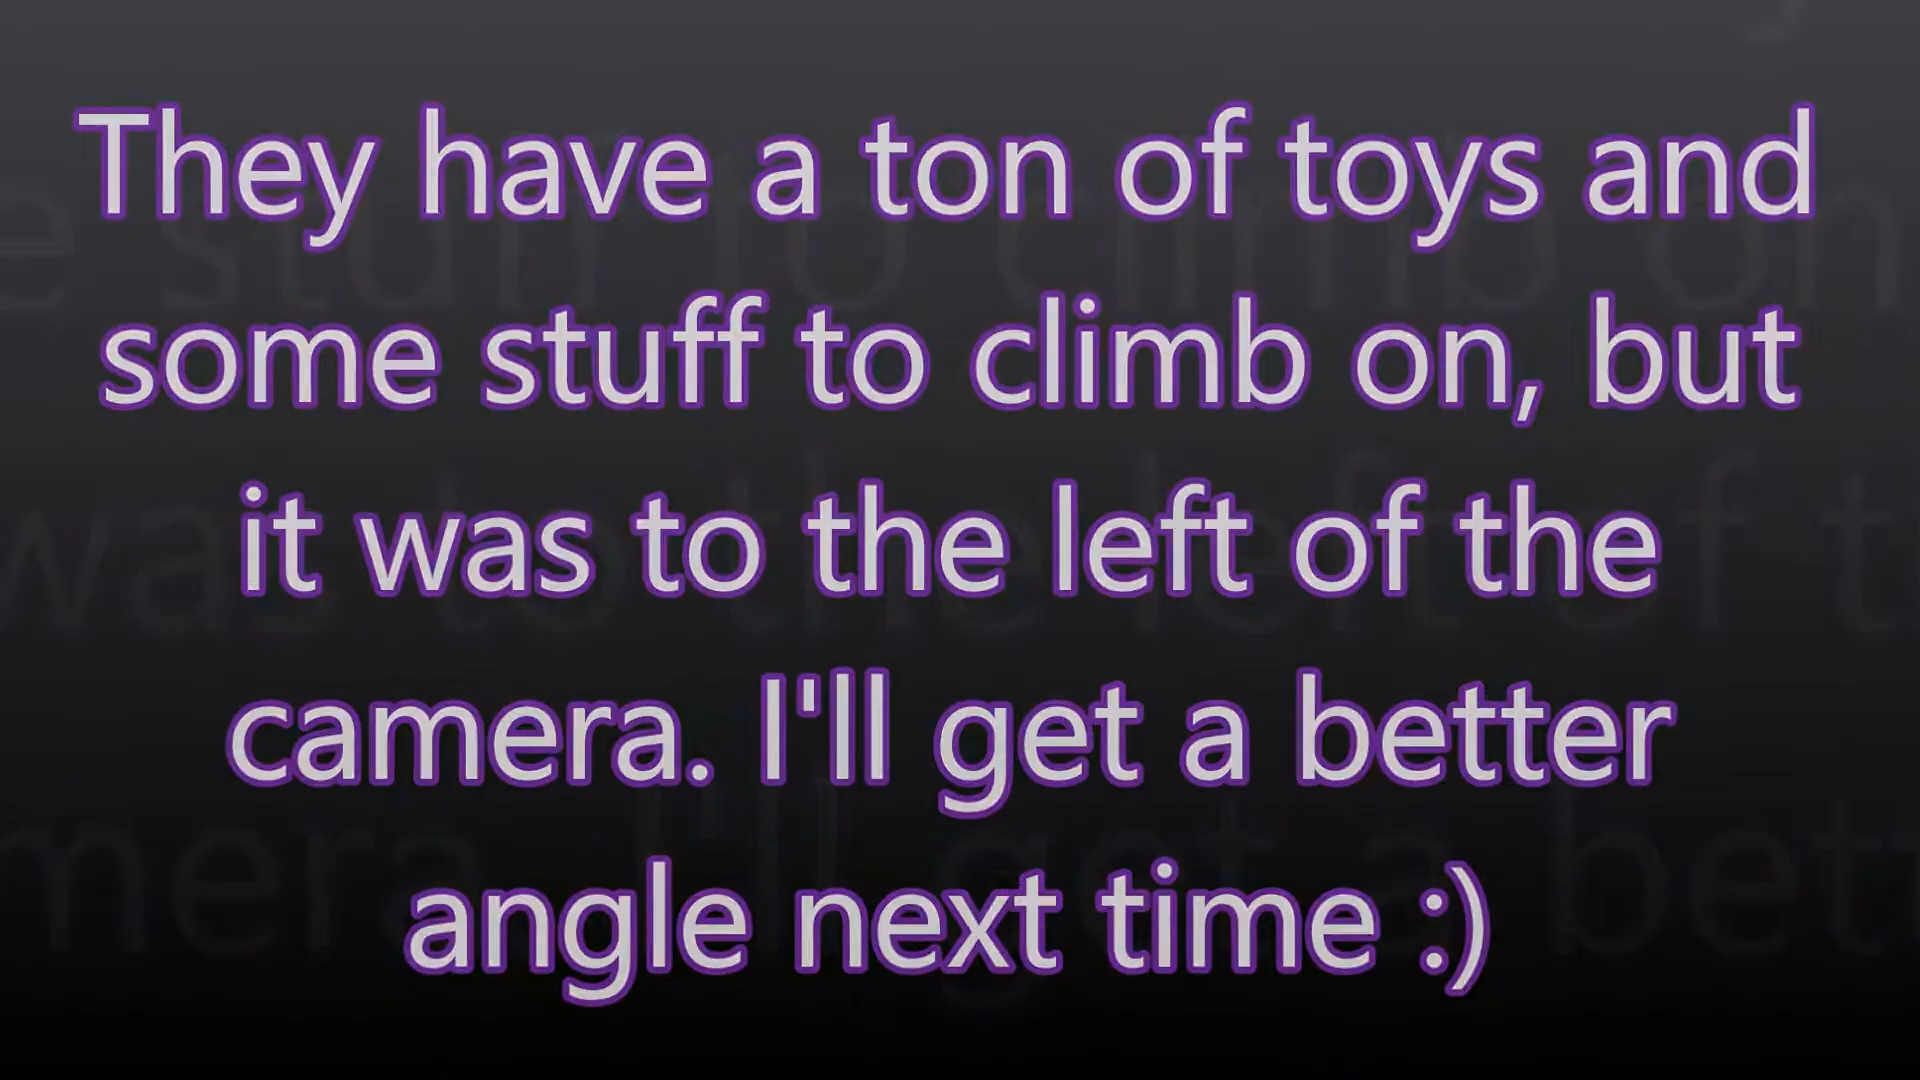 They have a ton of toys and
some stuff to climb on, but
it was to the left of the
camera. I'll get a better
angle next time :)